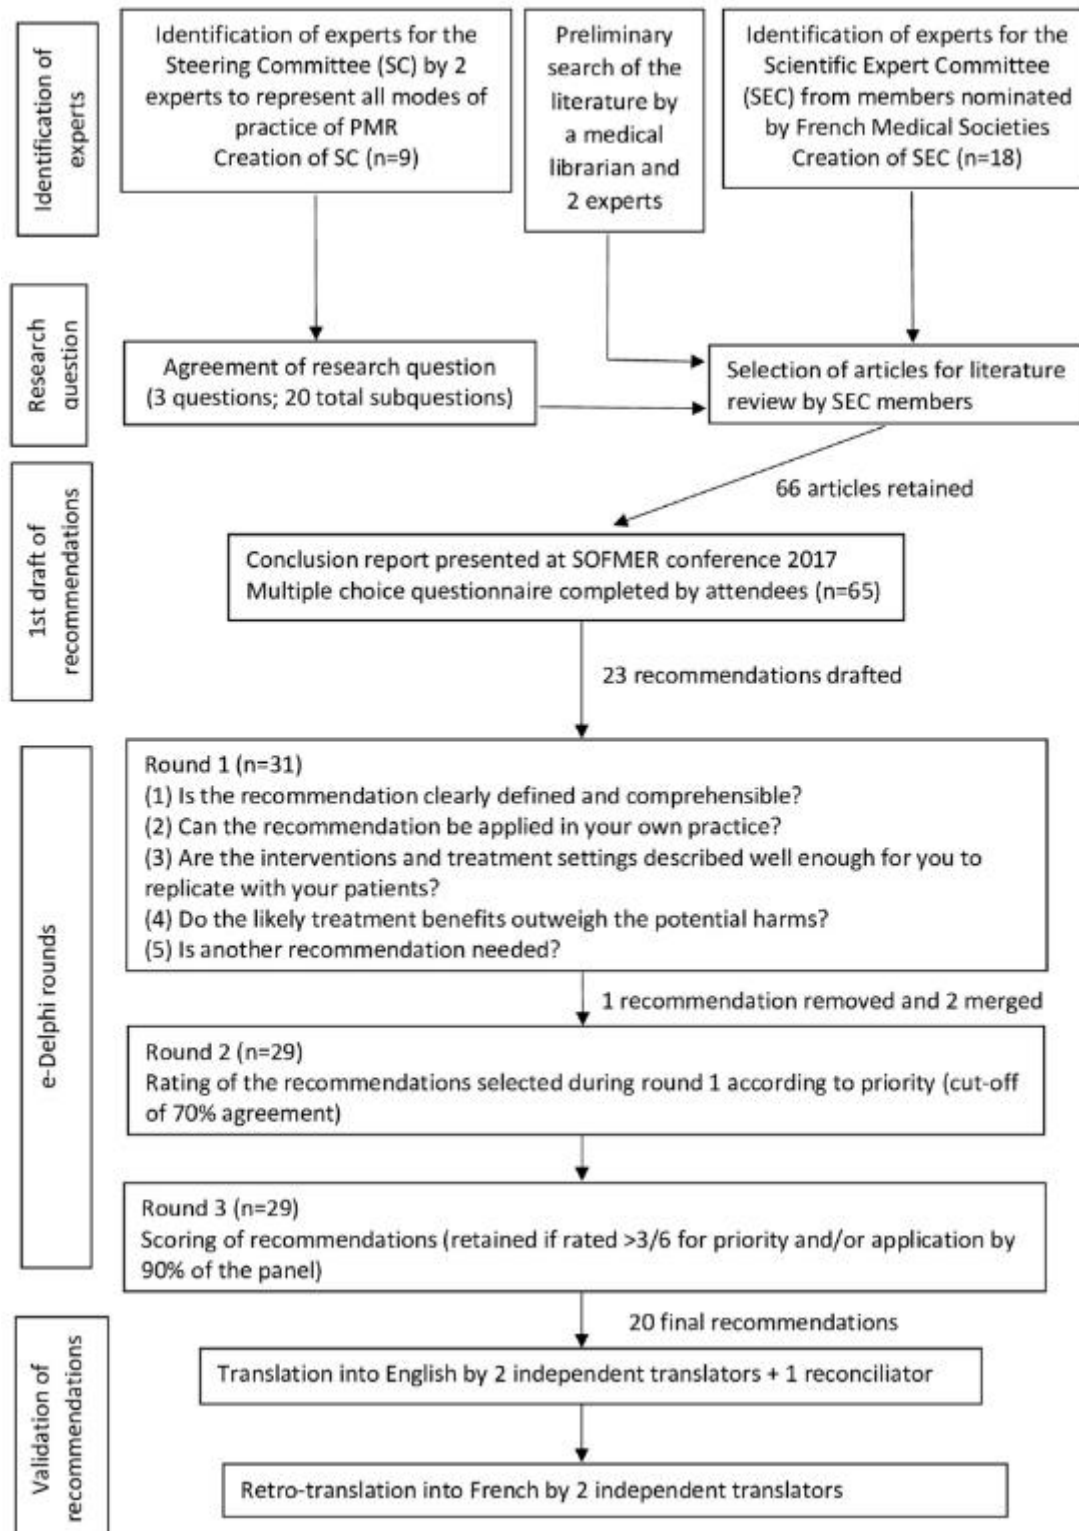 Identification of
experts
Identification of experts for the
Steering Committee (SC) by 2
experts to represent all modes of
practice of PMR
Creation of SC (n=9)
Preliminary
search of the
literature by
a medical
librarian and
2 experts
Identification of experts for the
Scientific Expert Committee
(SEC) from members nominated
by French Medical Societies
Creation of SEC (n=18)
Research
question
Agreement of research question
(3 questions; 20 total subquestions)
Selection of articles for literature
review by SEC members
66 articles retained
1st draft of
recommendations
Conclusion report presented at SOFMER conference 2017
Multiple choice questionnaire completed by attendees (n=65)
23 recommendations drafted
e-Delphi rounds
Round 1 (n=31)
(1) Is the recommendation clearly defined and comprehensible?
(2) Can the recommendation be applied in your own practice?
(3) Are the interventions and treatment settings described well enough for you to
replicate with your patients?
(4) Do the likely treatment benefits outweigh the potential harms?
(5) Is another recommendation needed?
1 recommendation removed and 2 merged
Round 2 (n=29)
Rating of the recommendations selected during round 1 according to priority (cut-off
of 70% agreement)
Round 3 (n=29)
Scoring of recommendations (retained if rated >3/6 for priority and/or application by
90% of the panel)
20 final recommendations
Validation of
recommendations
Translation into English by 2 independent translators + 1 reconciliator
Retro-translation into French by 2 independent translators